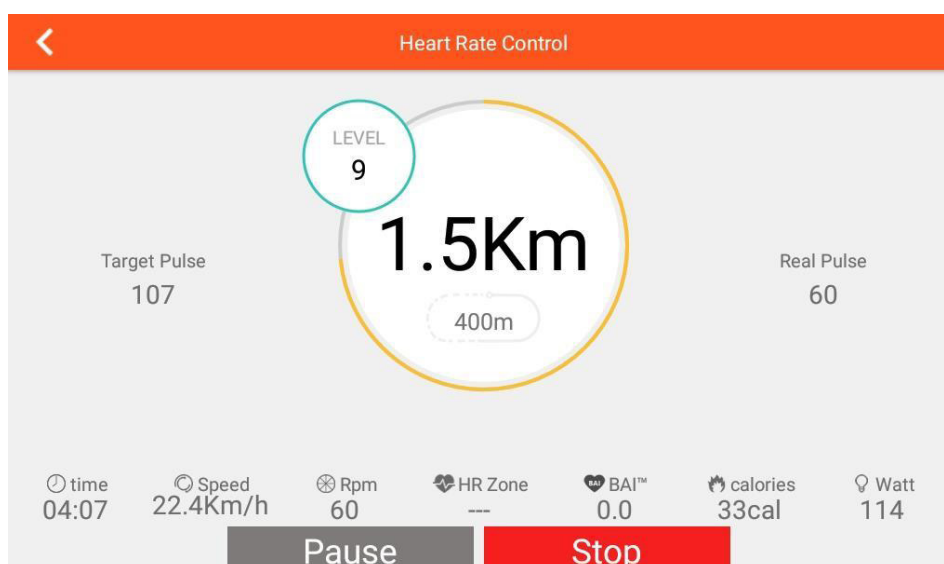 Heart Rate Control
LEVEL
9
1.5Km
400m
Target Pulse
107
Real Pulse
60
time
04:07
Speed
22.4Km/h
Rpm
60
HR Zone
---
BAI BAI™
0.0
calories
33cal
Watt
114
Pause
Stop